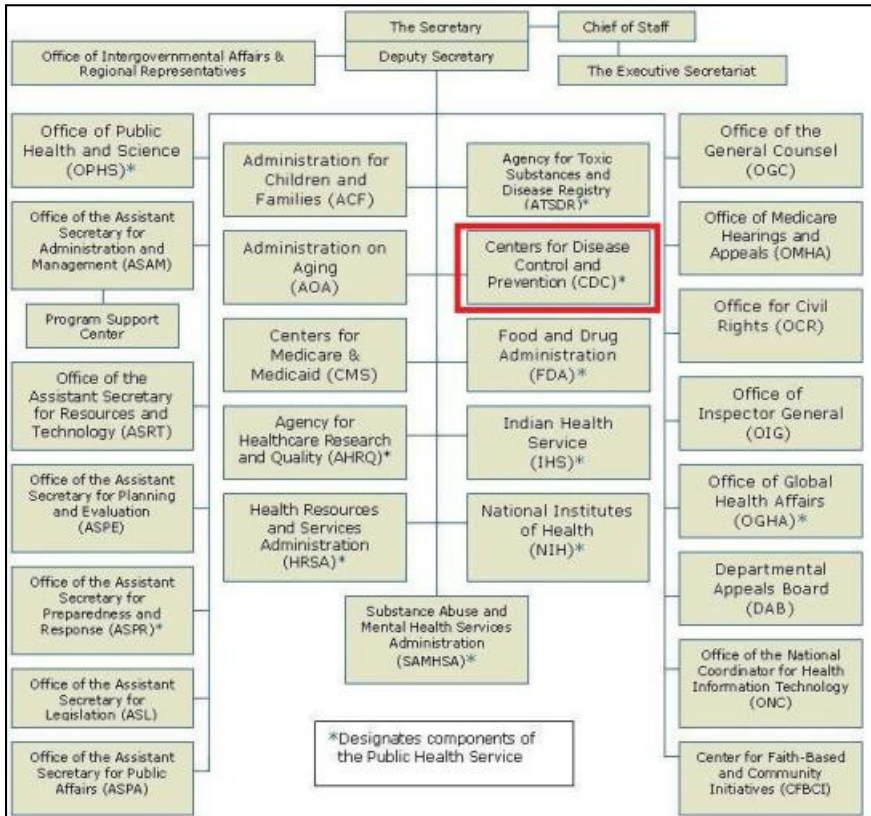 The Secretary
Chief of Staff
Office of Intergovernmental Affairs &
Regional Representatives
Deputy Secretary
The Executive Secretariat
Office of Public
Health and Science
(OPHS)*
Office of the Assistant
Secretary for
Administration and
Management (ASAM)
Program Support
Center
Office of the
Assistant Secretary
for Resources and
Technology (ASRT)
Office of the Assistant
Secretary for Planning
and Evaluation
(ASPE)
Office of the Assistant
Secretary for
Preparedness and
Response (ASPR)*
Office of the Assistant
Secretary for
Legislation (ASL)
Office of the Assistant
Secretary for Public
Affairs (ASPA)
Administration for
Children and
Families (ACF)
Administration on
Aging
(AOA)
Centers for
Medicare &
Medicaid (CMS)
Agency for
Healthcare Research
and Quality (AHRQ)*
Health Resources
and Services
Administration
(HRSA)*
Agency for Toxic
Substances and
Disease Registry
(ATSDR)*
Centers for Disease
Control and
Prevention (CDC)*
Food and Drug
Administration
(FDA)*
Indian Health
Service
(IHS)*
National Institutes
of Health
(NIH)*
Substance Abuse and
Mental Health Services
Administration
(SAMHSA)*
*Designates components of
the Public Health Service
Office of the
General Counsel
(OGC)
Office of Medicare
Hearings and
Appeals (OMHA)
Office for Civil
Rights (OCR)
Office of
Inspector General
(OIG)
Office of Global
Health Affairs
(OGHA)*
Departmental
Appeals Board
(DAB)
Office of the National
Coordinator for Health
Information Technology
(ONC)
Center for Faith-Based
and Community
Initiatives (CFBCI)